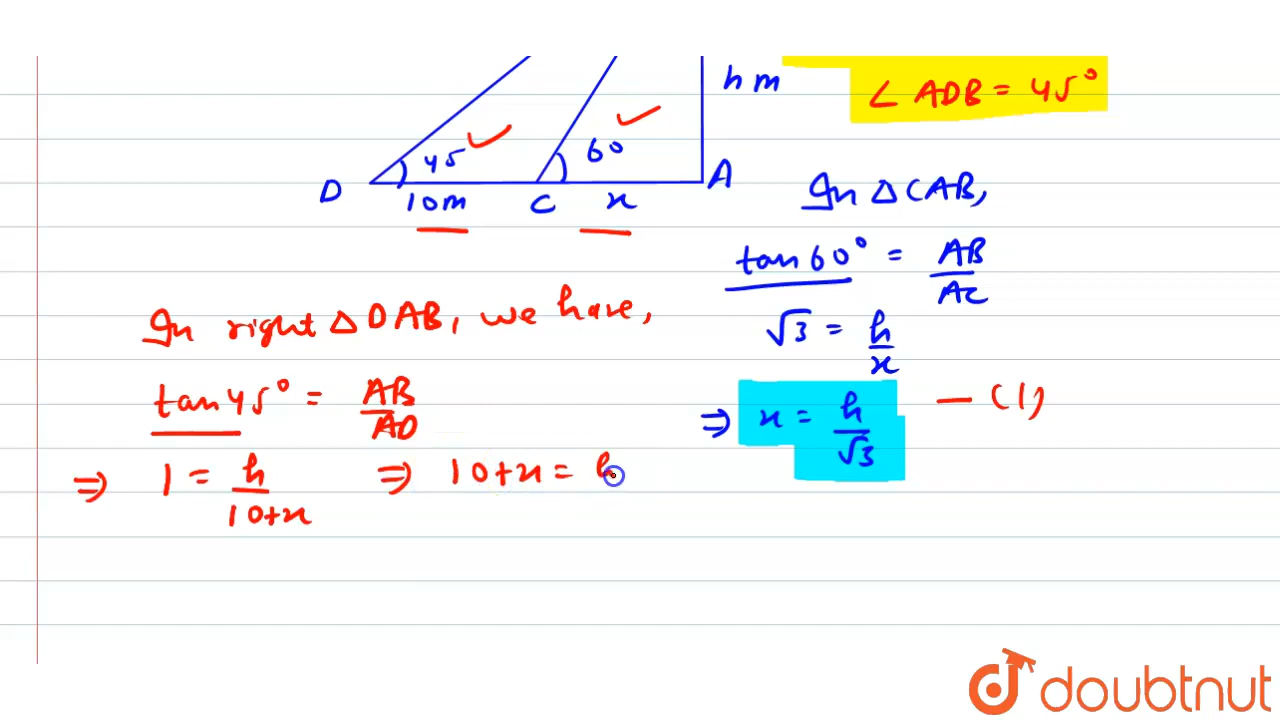 h m
∠ ADB = 45°
45
60
D
10m
C
x
A
In △CAB,
tan 60° = AB/AC
√3 = h/x
⇒ x = h/√3 — (1)
In right △DAB, we have,
tan 45° = AB/AD
⇒ 1 = h/10+x ⇒ 10+x = h
doubtnut